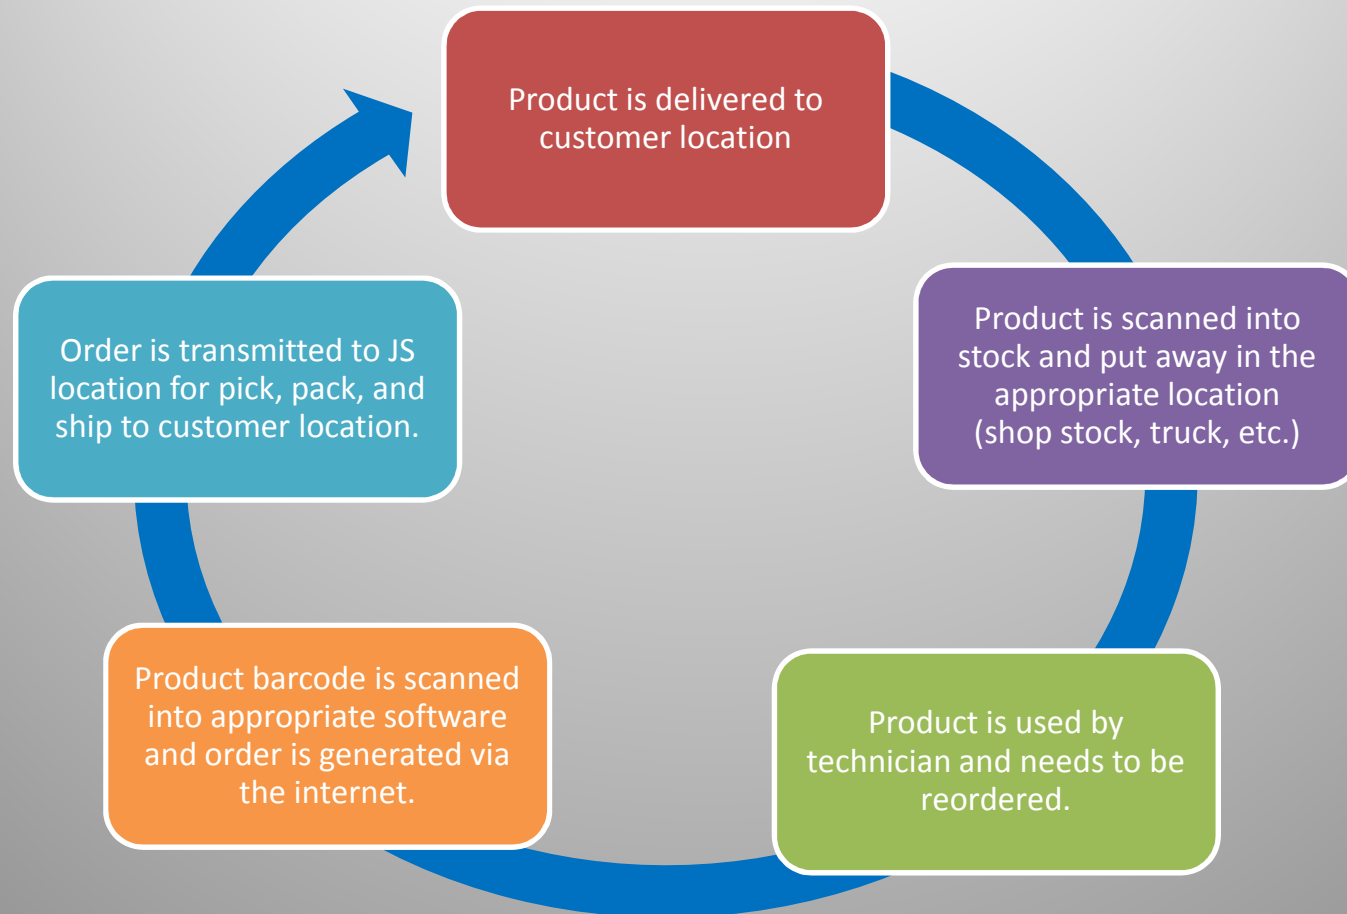 Product is delivered to
customer location
Product is scanned into
stock and put away in the
appropriate location
(shop stock, truck, etc.)
Product is used by
technician and needs to be
reordered.
Product barcode is scanned
into appropriate software
and order is generated via
the internet.
Order is transmitted to JS
location for pick, pack, and
ship to customer location.